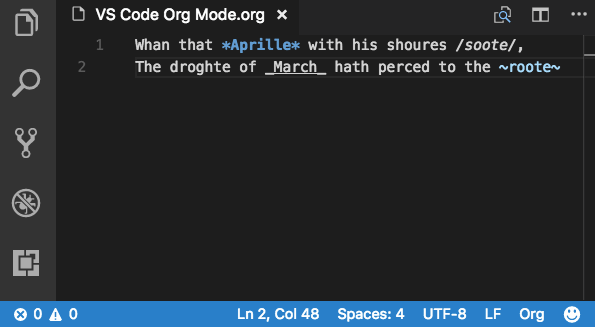 VS Code Org Mode.org
1 Whan that *Aprille* with his shoures /soote/,
2 The droghte of _March_ hath perced to the ~roote~
0 0 Ln 2, Col 48 Spaces: 4 UTF-8 LF Org